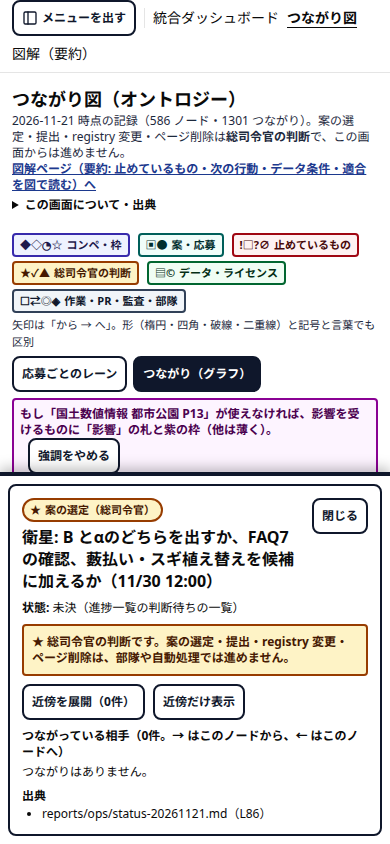 メニューを出す 統合ダッシュボード つながり図
図解（要約）
つながり図（オントロジー）
2026-11-21 時点の記録（586 ノード・1301 つながり）。案の選
定・提出・registry 変更・ページ削除は総司令官の判断で、この画
面からは進めません。
図解ページ（要約: 止めているもの・次の行動・データ条件・適合
を図で読む）へ
▶ この画面について・出典
◆◇◔☆ コンペ・枠 ▣● 案・応募 !□?⊘ 止めているもの
★✓▲ 総司令官の判断 ▤© データ・ライセンス
☐⇄◎◆ 作業・PR・監査・部隊
矢印は「から → へ」。形（楕円・四角・破線・二重線）と記号と言葉でも
区別
応募ごとのレーン つながり（グラフ）
もし「国土数値情報 都市公園 P13」が使えなければ、影響を受
けるものに「影響」の札と紫の枠（他は薄く）。
強調をやめる
★ 案の選定（総司令官） 閉じる
衛星: B とαのどちらを出すか、FAQ7
の確認、藪払い・スギ植え替えを候補
に加えるか（11/30 12:00）
状態: 未決（進捗一覧の判断待ちの一覧）
★ 総司令官の判断です。案の選定・提出・registry 変更・
ページ削除は、部隊や自動処理では進めません。
近傍を展開（0件） 近傍だけ表示
つながっている相手（0件。→ はこのノードから、← はこのノ
ードへ）
つながりはありません。
出典
• reports/ops/status-20261121.md（L86）